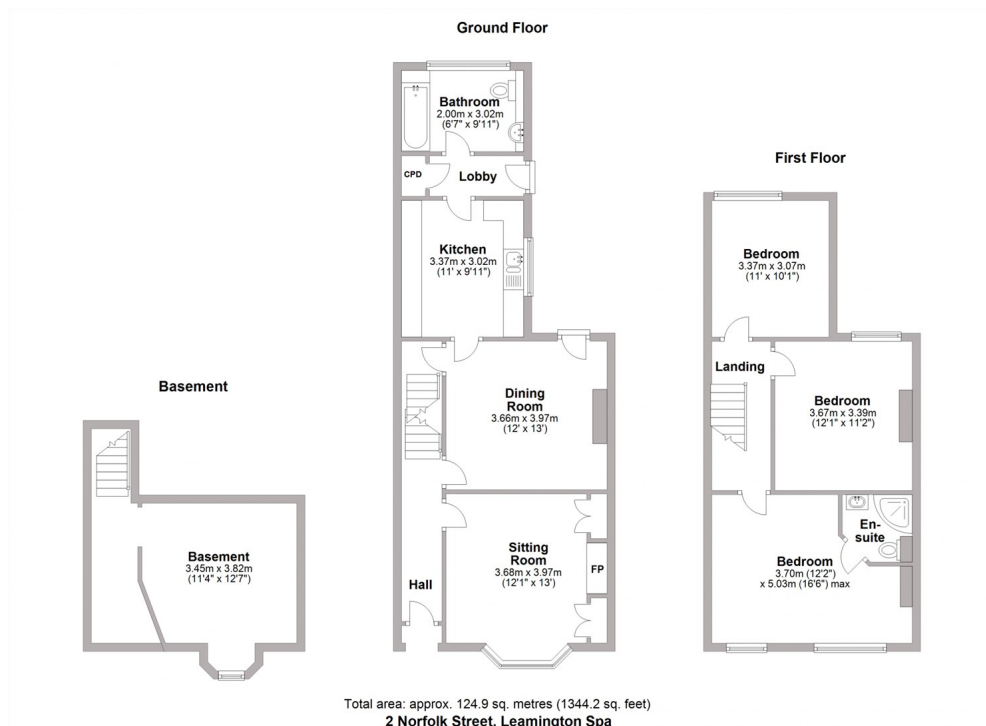 Ground Floor
Bathroom
2.00m x 3.02m
(6'7" x 9'11")
CPD
Lobby
Kitchen
3.37m x 3.02m
(11' x 9'11")
Dining
Room
3.66m x 3.97m
(12' x 13')
Sitting
Room
3.68m x 3.97m
(12'1" x 13')
FP
Hall
First Floor
Bedroom
3.37m x 3.07m
(11' x 10'1")
Landing
Bedroom
3.67m x 3.39m
(12'1" x 11'2")
En-
suite
Bedroom
3.70m (12'2")
x 5.03m (16'6") max
Basement
Basement
3.45m x 3.82m
(11'4" x 12'7")
Total area: approx. 124.9 sq. metres (1344.2 sq. feet)
2 Norfolk Street, Leamington Spa